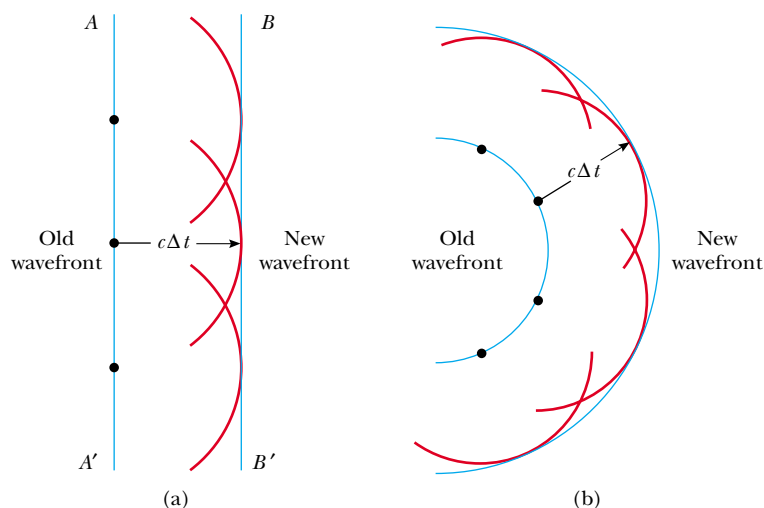 A
B
Old
wavefront
cΔt
New
wavefront
A′
B′
(a)
cΔt
Old
wavefront
New
wavefront
(b)